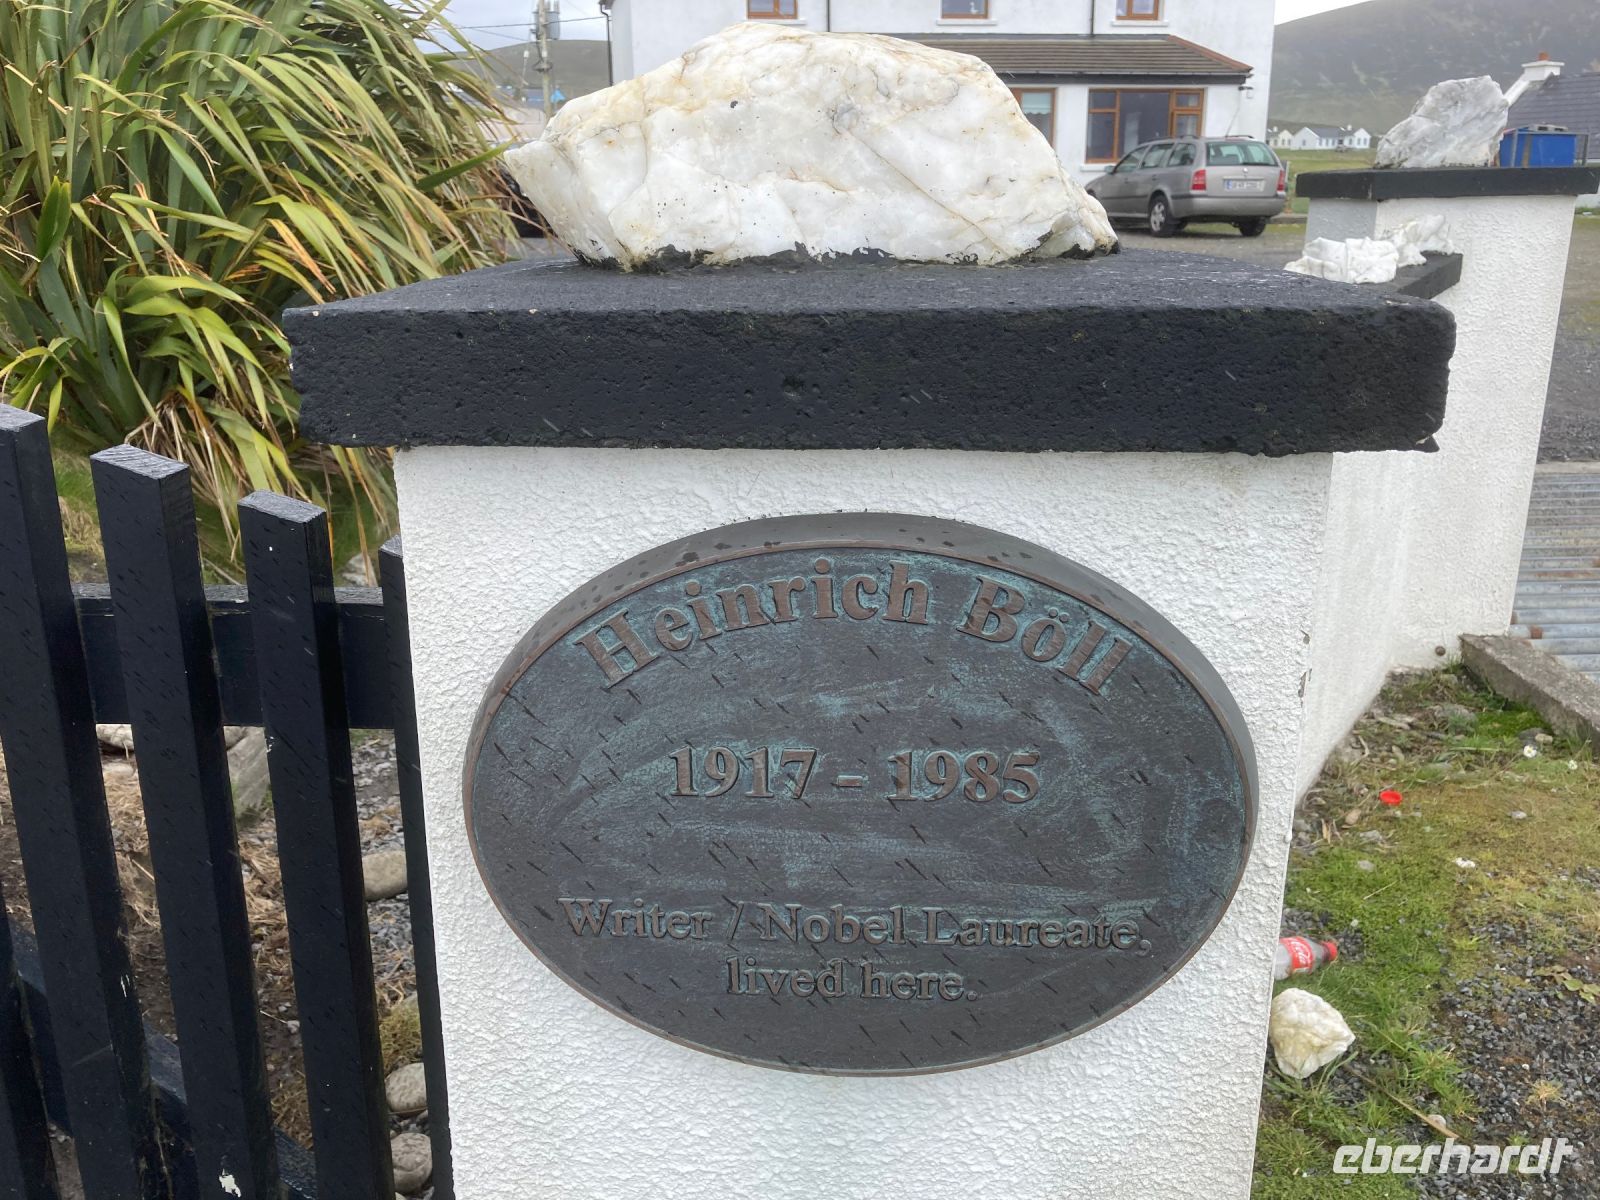 Heinrich Böll
1917 - 1985
Writer / Nobel Laureate,
lived here.
eberhardt